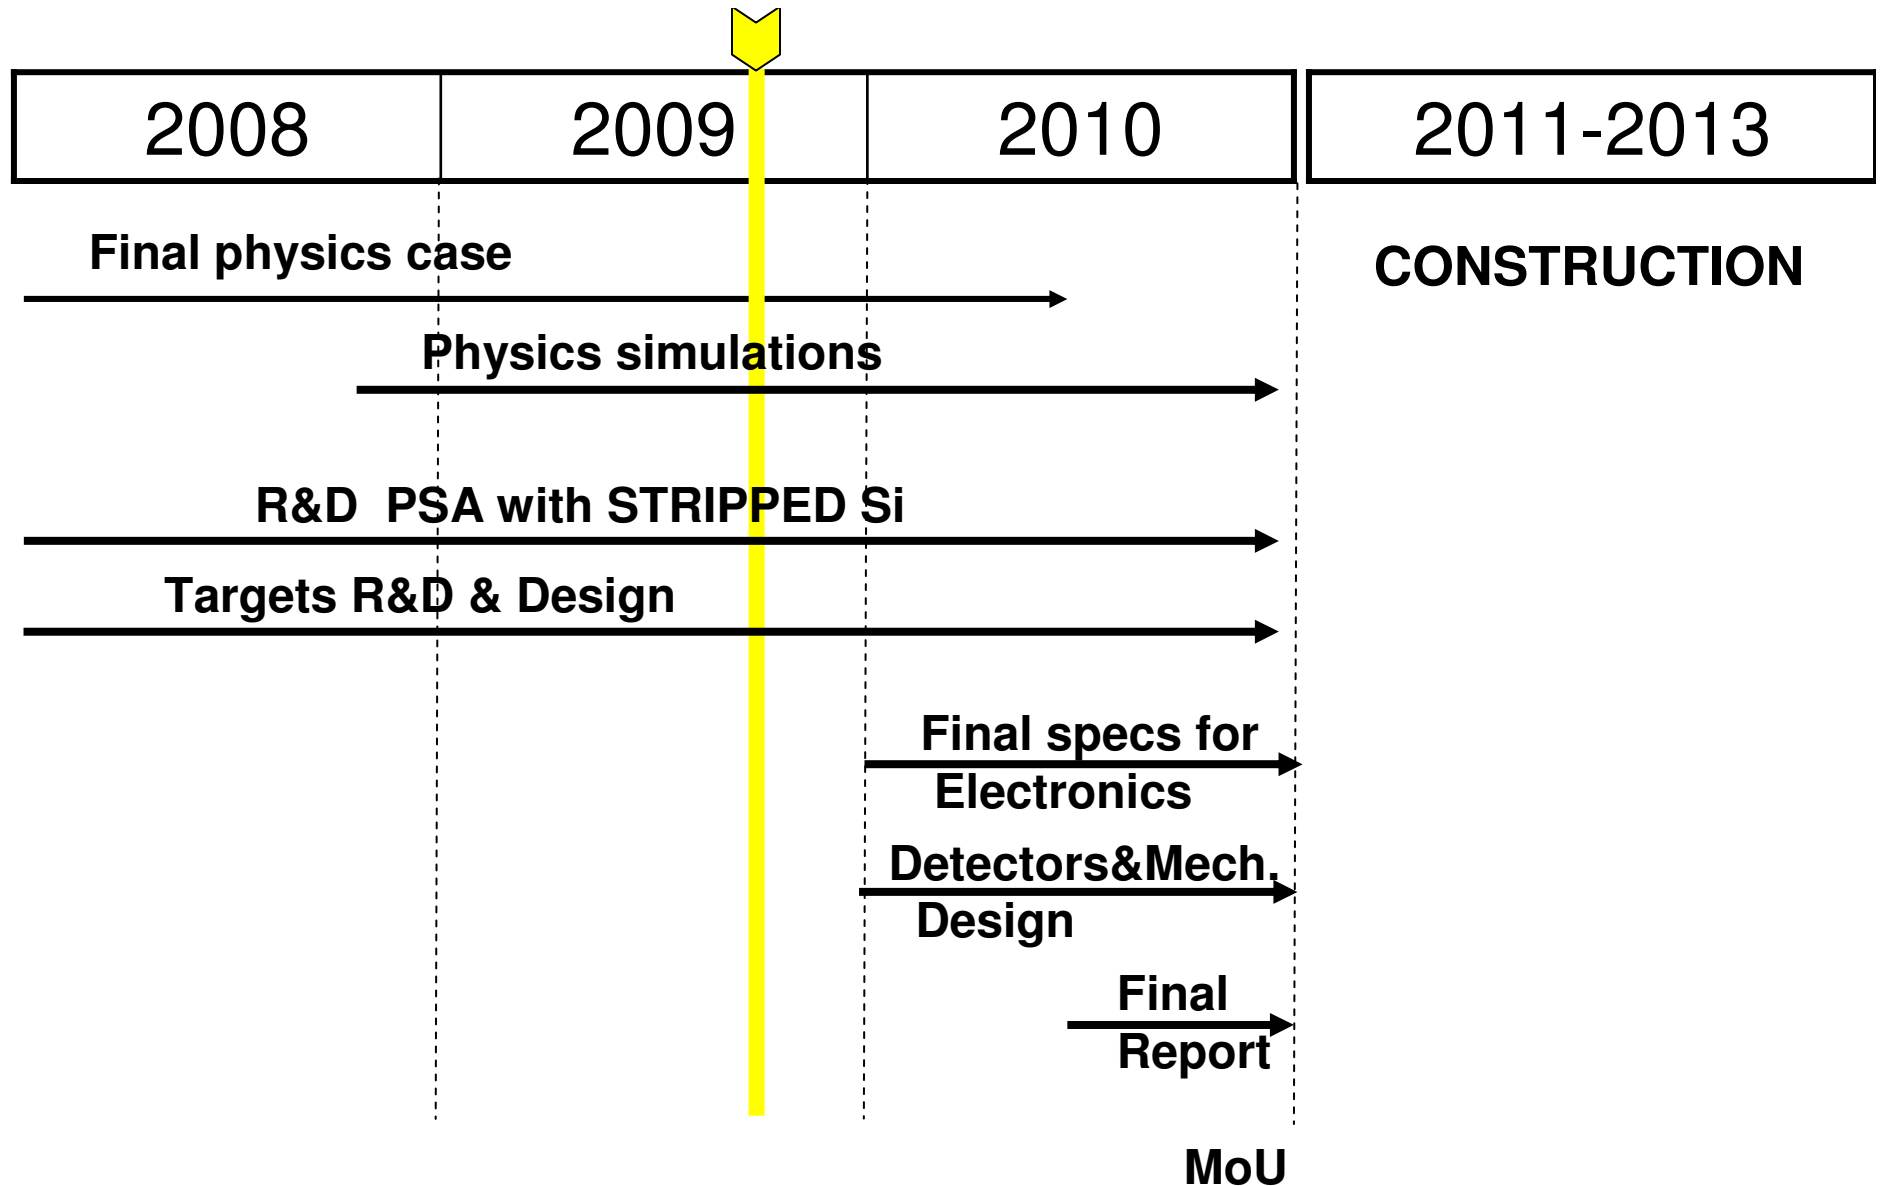 2008 2009 2010 2011-2013
Final physics case
CONSTRUCTION
Physics simulations
R&D PSA with STRIPPED Si
Targets R&D & Design
Final specs for
Electronics
Detectors&Mech.
Design
Final
Report
MoU